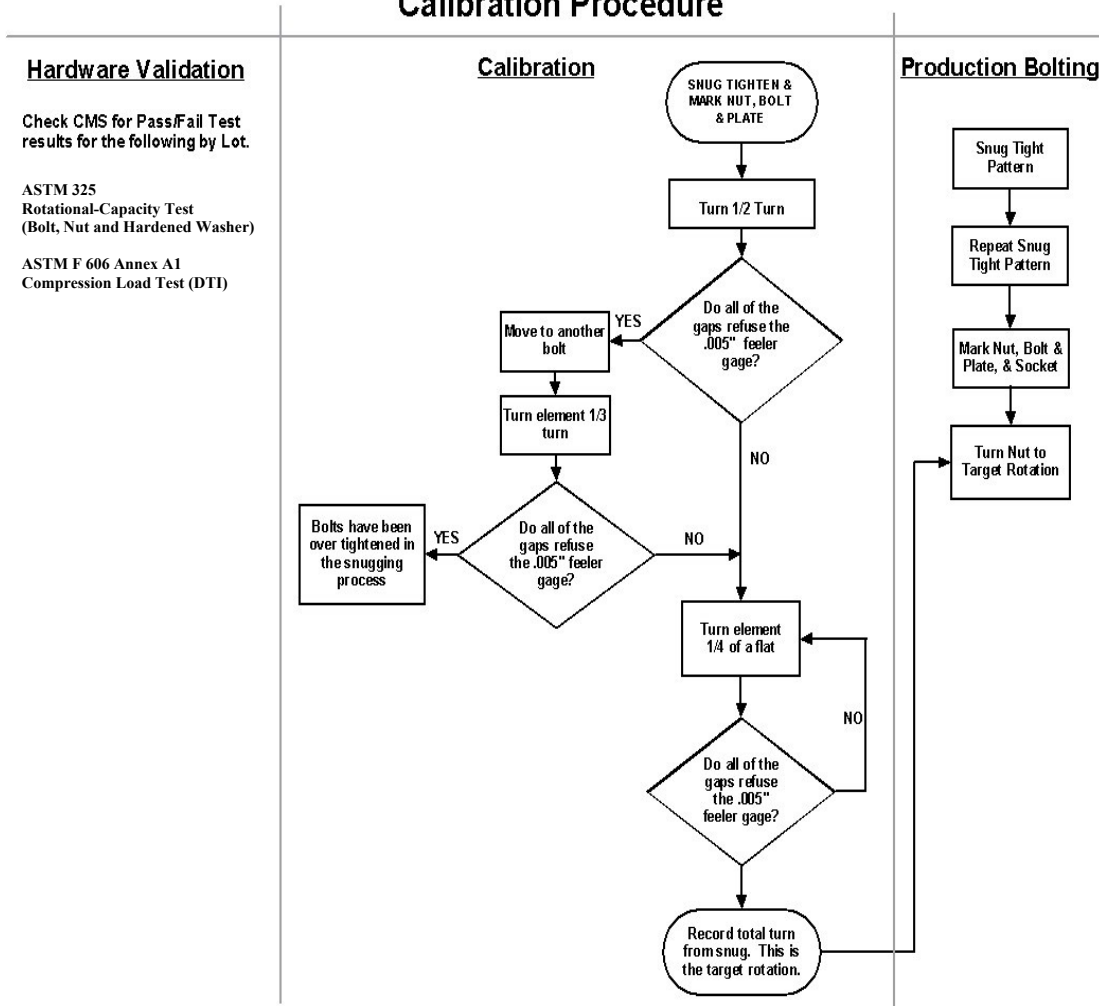 Calibration Procedure
Hardware Validation
Check CMS for Pass/Fail Test
results for the following by Lot.
ASTM 325
Rotational-Capacity Test
(Bolt, Nut and Hardened Washer)
ASTM F 606 Annex A1
Compression Load Test (DTI)
Calibration
SNUG TIGHTEN &
MARK NUT, BOLT
& PLATE
Turn 1/2 Turn
Do all of the
gaps refuse the
.005" feeler
gage?
YES
Move to another
bolt
Turn element 1/3
turn
Do all of the
gaps refuse
the .005" feeler
gage?
YES
Bolts have been
over tightened in
the snugging
process
NO
NO
Turn element
1/4 of a flat
Do all of the
gaps refuse
the .005"
feeler gage?
NO
Record total turn
from snug. This is
the target rotation.
Production Bolting
Snug Tight
Pattern
Repeat Snug
Tight Pattern
Mark Nut, Bolt &
Plate, & Socket
Turn Nut to
Target Rotation